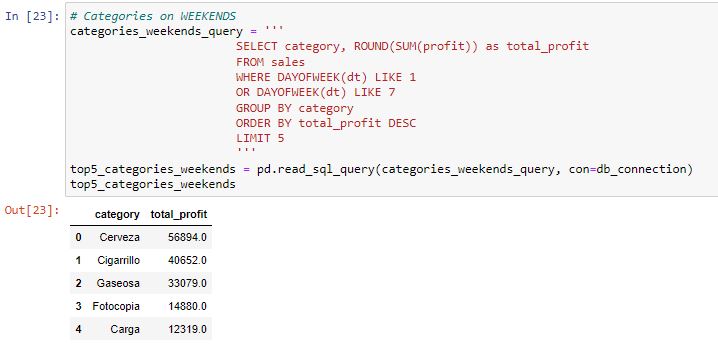 In [23]: # Categories on WEEKENDS
categories_weekends_query = '''
SELECT category, ROUND(SUM(profit)) as total_profit
FROM sales
WHERE DAYOFWEEK(dt) LIKE 1
OR DAYOFWEEK(dt) LIKE 7
GROUP BY category
ORDER BY total_profit DESC
LIMIT 5
'''
top5_categories_weekends = pd.read_sql_query(categories_weekends_query, con=db_connection)
top5_categories_weekends
Out[23]:
category total_profit
0 Cerveza 56894.0
1 Cigarrillo 40652.0
2 Gaseosa 33079.0
3 Fotocopia 14880.0
4 Carga 12319.0